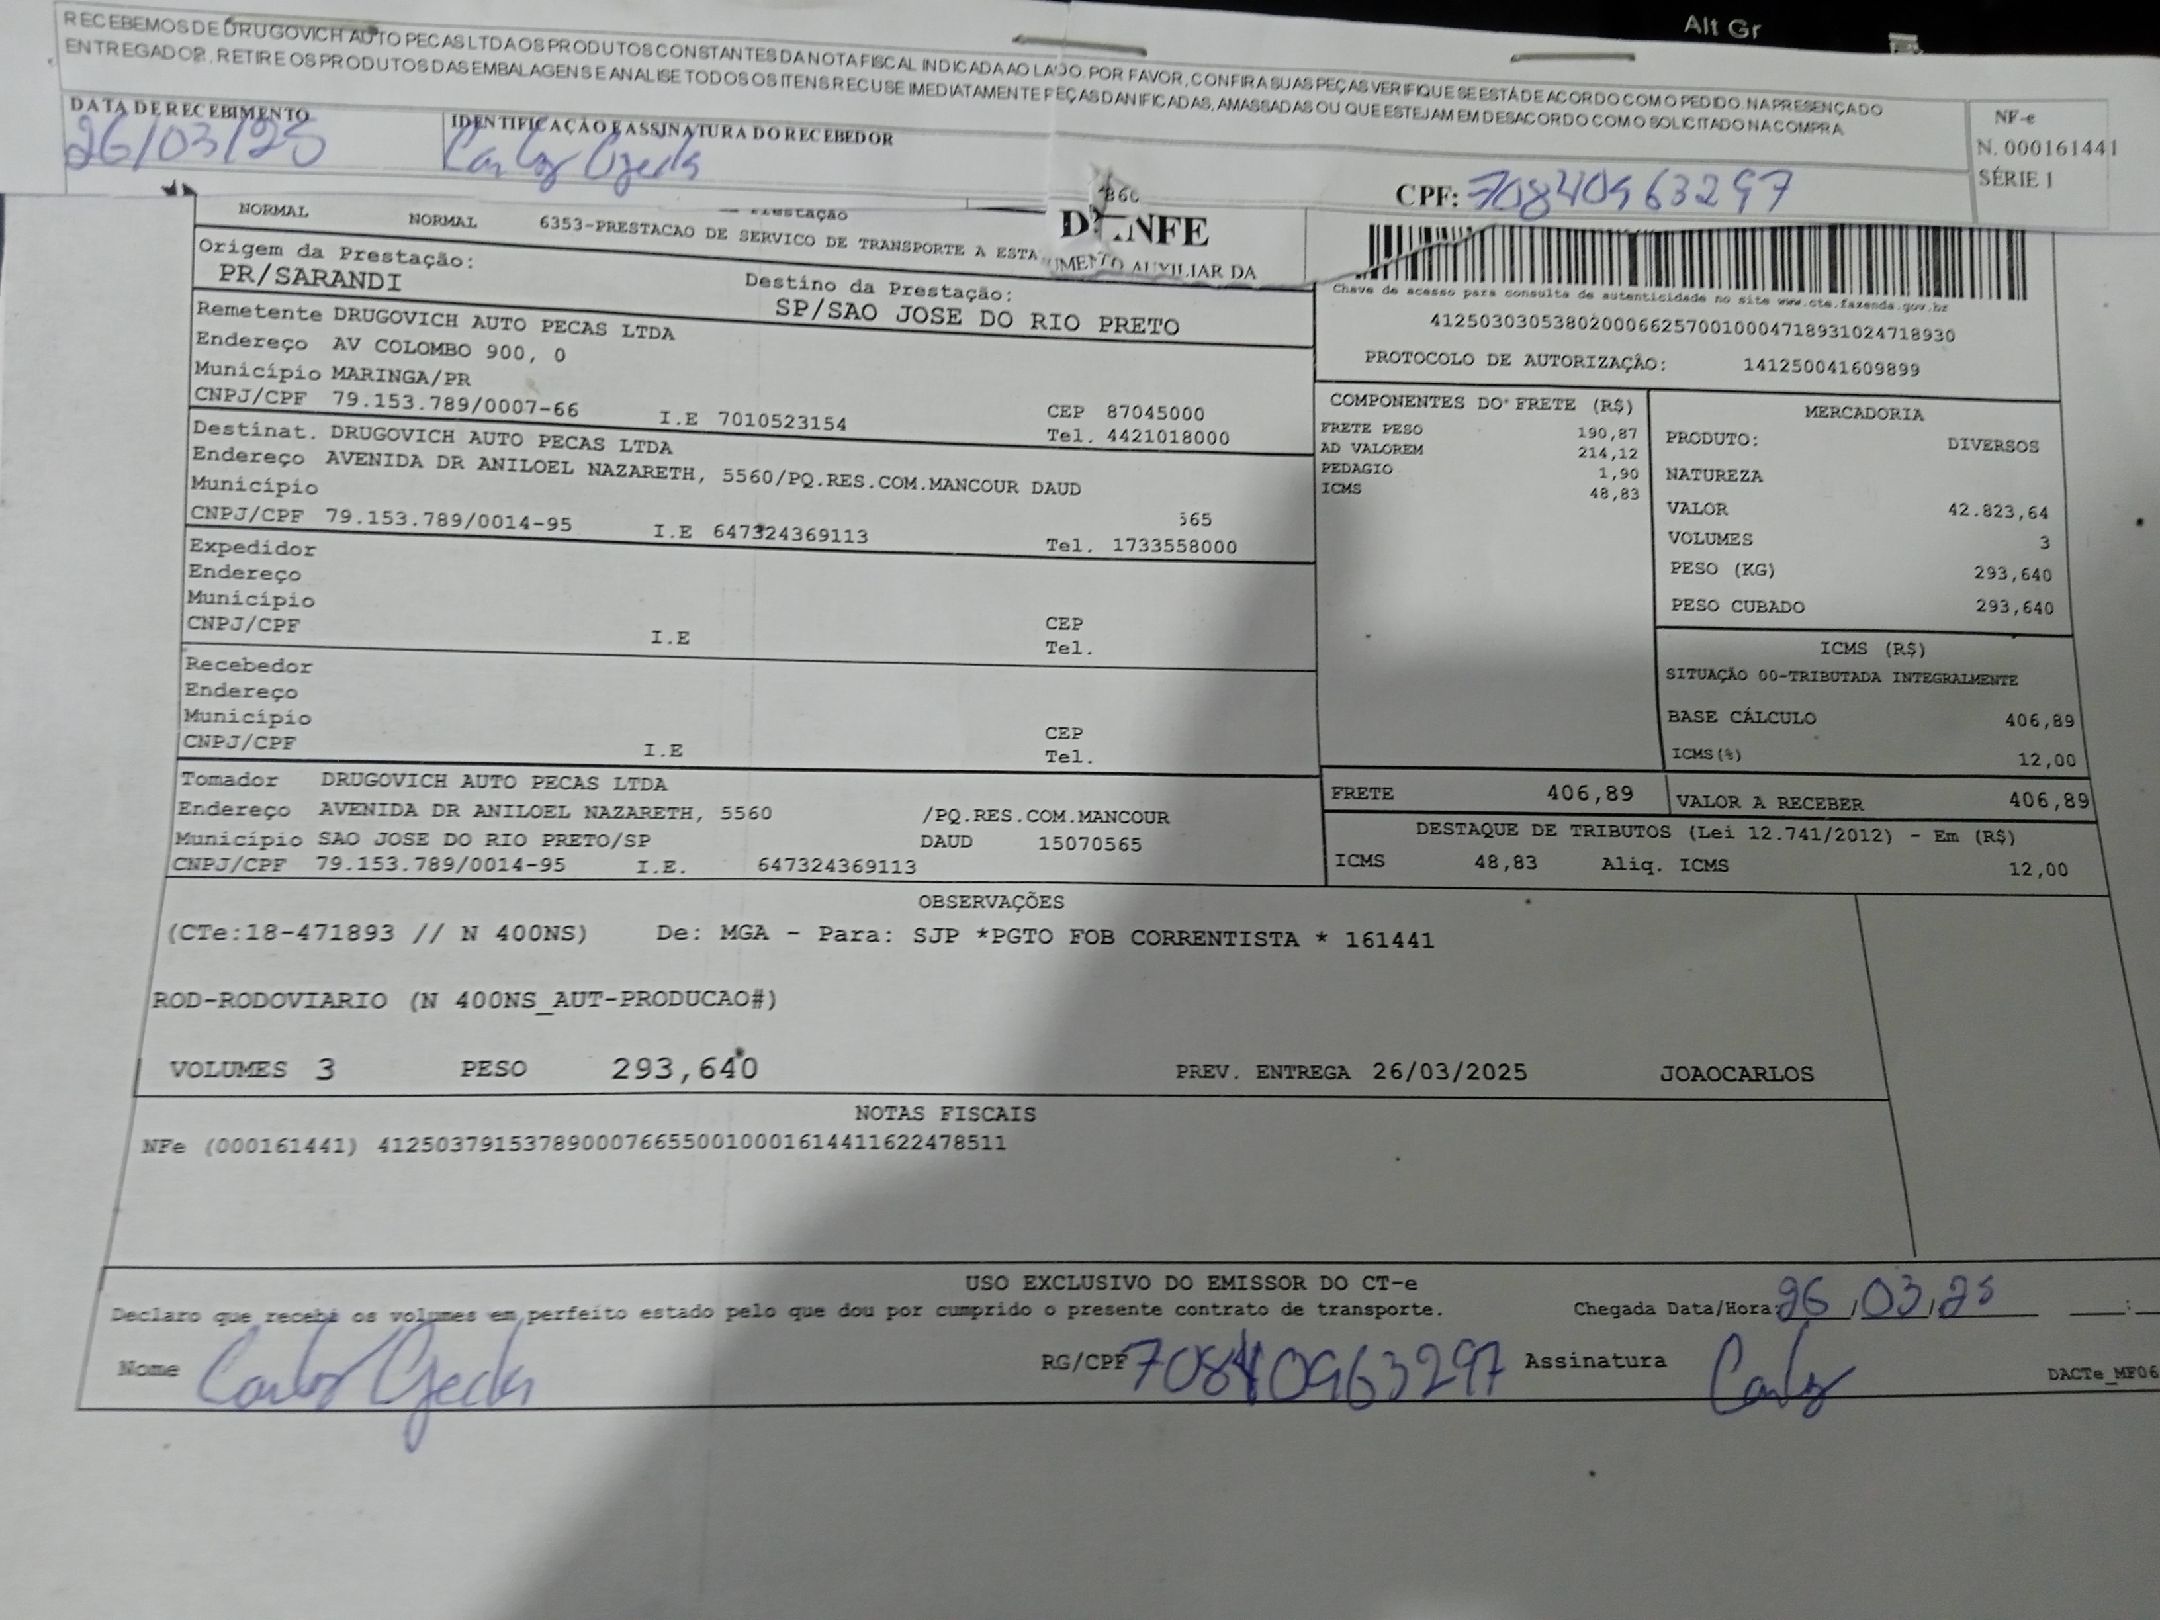 Alt Gr
RECEBEMOS DE DRUGOVICH AUTO PECAS LTDA OS PRODUTOS CONSTANTES DA NOTA FISCAL INDICADA AO LADO. POR FAVOR, CONFIRA SUAS PEÇAS VERIFIQUE SE ESTÁ DE ACORDO COM O PEDIDO. NA PRESENÇA DO
ENTREGADOR, RETIRE OS PRODUTOS DAS EMBALAGENS E ANALISE TODOS OS ITENS RECUSE IMEDIATAMENTE PEÇAS DANIFICADAS, AMASSADAS OU QUE ESTEJAM EM DESACORDO COM O SOLICITADO NA COMPRA
DATA DE RECEBIMENTO IDENTIFICAÇÃO E ASSINATURA DO RECEBEDOR
26/03/25 Carlos Ojeda
CPF: 70840963297
NF-e
N. 000161441
SÉRIE 1
NORMAL NORMAL 6353-PRESTACAO DE SERVICO DE TRANSPORTE A ESTA
DANFE
UMENTO AUXILIAR DA
Origem da Prestação:
PR/SARANDI
Destino da Prestação:
SP/SAO JOSE DO RIO PRETO
Chave de acesso para consulta de autenticidade no site www.cte.fazenda.gov.br
41250303053802000662570010004718931024718930
PROTOCOLO DE AUTORIZAÇÃO: 141250041609899
Remetente DRUGOVICH AUTO PECAS LTDA
Endereço AV COLOMBO 900, 0
Município MARINGA/PR CEP 87045000
CNPJ/CPF 79.153.789/0007-66 I.E 7010523154 Tel. 4421018000
Destinat. DRUGOVICH AUTO PECAS LTDA
Endereço AVENIDA DR ANILOEL NAZARETH, 5560/PQ.RES.COM.MANCOUR DAUD
Município 565
CNPJ/CPF 79.153.789/0014-95 I.E 647324369113 Tel. 1733558000
Expedidor
Endereço
Município CEP
CNPJ/CPF I.E Tel.
Recebedor
Endereço
Município CEP
CNPJ/CPF I.E Tel.
Tomador DRUGOVICH AUTO PECAS LTDA
Endereço AVENIDA DR ANILOEL NAZARETH, 5560 /PQ.RES.COM.MANCOUR
Município SAO JOSE DO RIO PRETO/SP DAUD 15070565
CNPJ/CPF 79.153.789/0014-95 I.E. 647324369113
COMPONENTES DO FRETE (R$)
FRETE PESO 190,87
AD VALOREM 214,12
PEDAGIO 1,90
ICMS 48,83
MERCADORIA
PRODUTO: DIVERSOS
NATUREZA
VALOR 42.823,64
VOLUMES 3
PESO (KG) 293,640
PESO CUBADO 293,640
ICMS (R$)
SITUAÇÃO 00-TRIBUTADA INTEGRALMENTE
BASE CÁLCULO 406,89
ICMS(%) 12,00
FRETE 406,89 VALOR A RECEBER 406,89
DESTAQUE DE TRIBUTOS (Lei 12.741/2012) - Em (R$)
ICMS 48,83 Aliq. ICMS 12,00
OBSERVAÇÕES
(CTe:18-471893 // N 400NS) De: MGA - Para: SJP *PGTO FOB CORRENTISTA * 161441
ROD-RODOVIARIO (N 400NS_AUT-PRODUCAO#)
VOLUMES 3 PESO 293,640 PREV. ENTREGA 26/03/2025 JOAOCARLOS
NOTAS FISCAIS
NFe (000161441) 41250379153789000766550010001614411622478511
USO EXCLUSIVO DO EMISSOR DO CT-e
Declaro que recebi os volumes em perfeito estado pelo que dou por cumprido o presente contrato de transporte. Chegada Data/Hora: 26/03/25 __:
Nome Carlos Ojeda RG/CPF 70840963297 Assinatura Carlos
DACTe_MF06